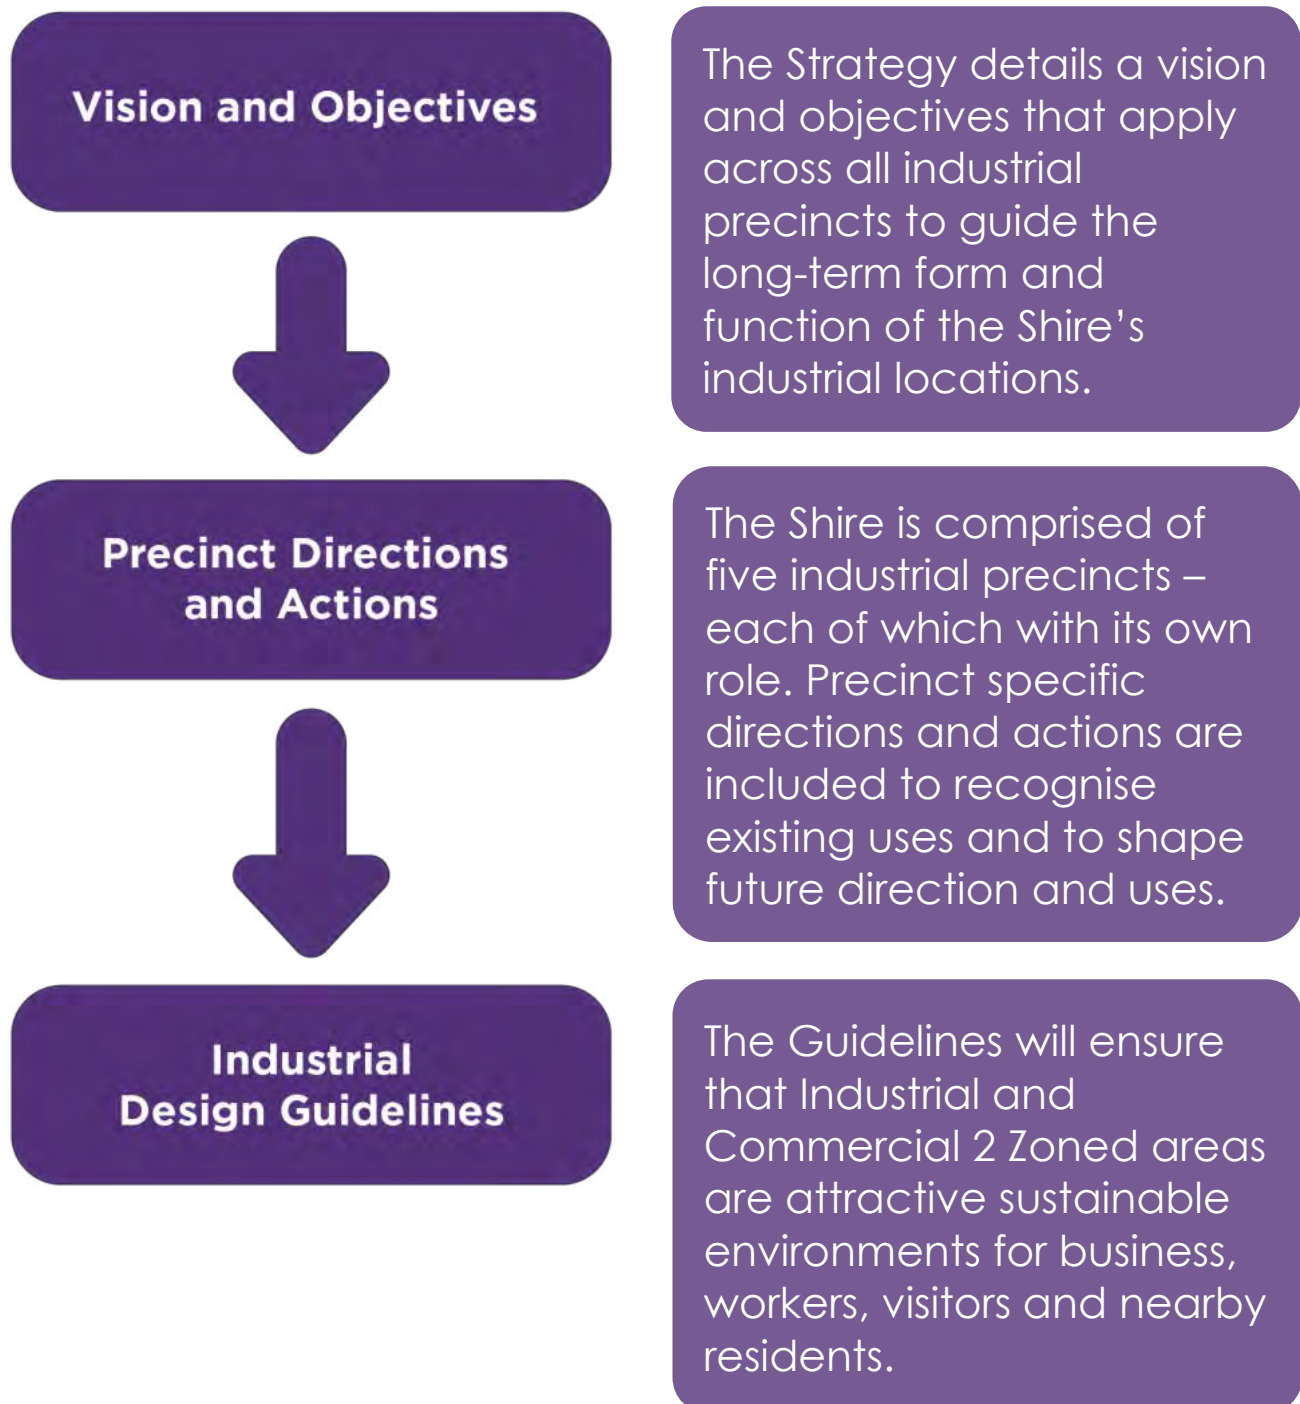 Vision and Objectives
The Strategy details a vision
and objectives that apply
across all industrial
precincts to guide the
long-term form and
function of the Shire’s
industrial locations.
Precinct Directions
and Actions
The Shire is comprised of
five industrial precincts –
each of which with its own
role. Precinct specific
directions and actions are
included to recognise
existing uses and to shape
future direction and uses.
Industrial
Design Guidelines
The Guidelines will ensure
that Industrial and
Commercial 2 Zoned areas
are attractive sustainable
environments for business,
workers, visitors and nearby
residents.